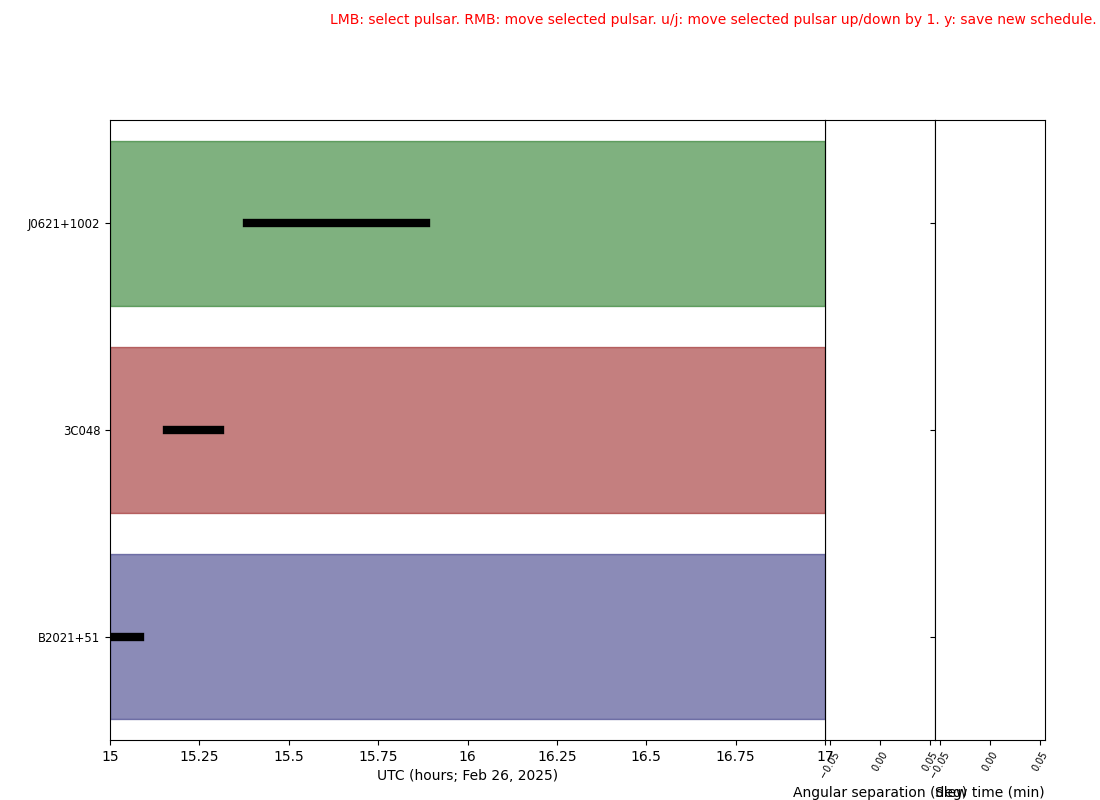 LMB: select pulsar. RMB: move selected pulsar. u/j: move selected pulsar up/down by 1. y: save new schedule.
J0621+1002
3C048
B2021+51
15 15.25 15.5 15.75 16 16.25 16.5 16.75 17
−0.05 0.00 0.05 −0.05 0.00 0.05
UTC (hours; Feb 26, 2025)
Angular separation (deg) Slew time (min)